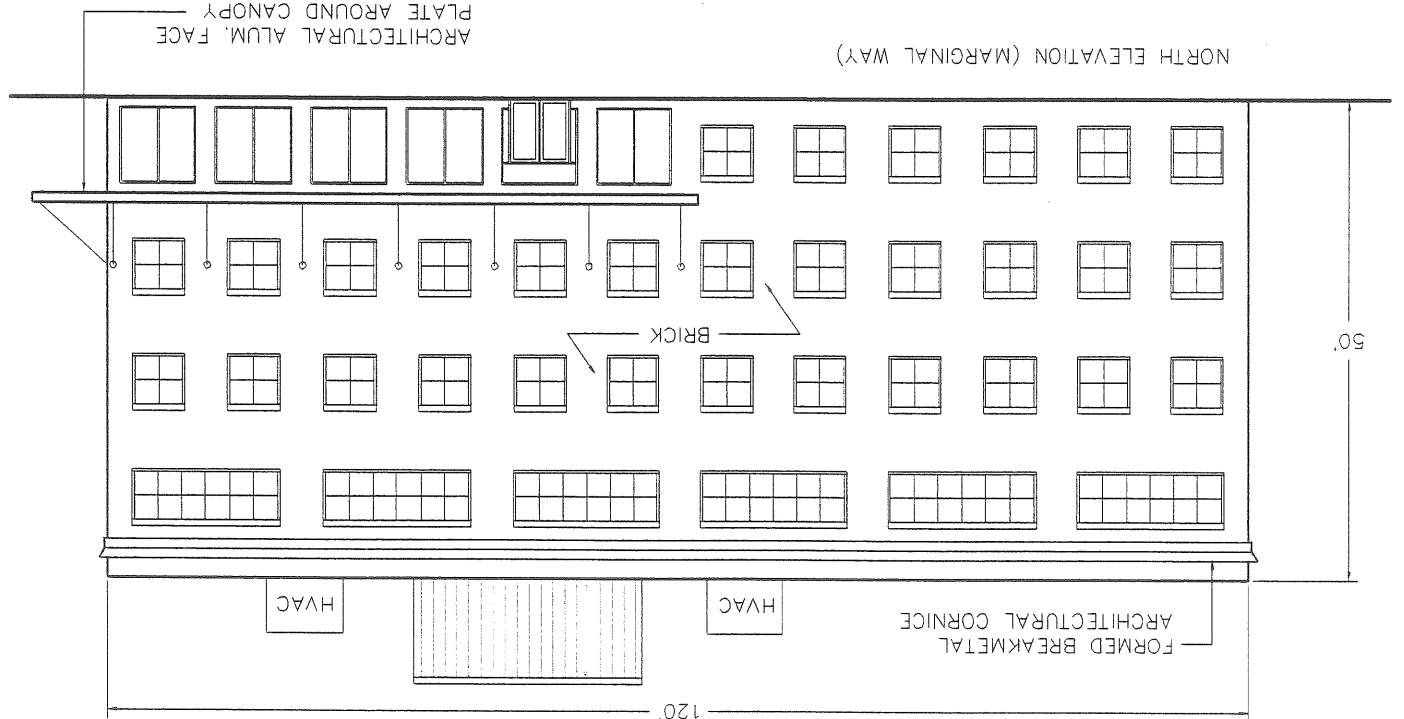 120'
FORMED BREAKMETAL
ARCHITECTURAL CORNICE
HVAC
HVAC
50'
BRICK
NORTH ELEVATION (MARGINAL WAY)
ARCHITECTURAL ALUM. FACE
PLATE AROUND CANOPY